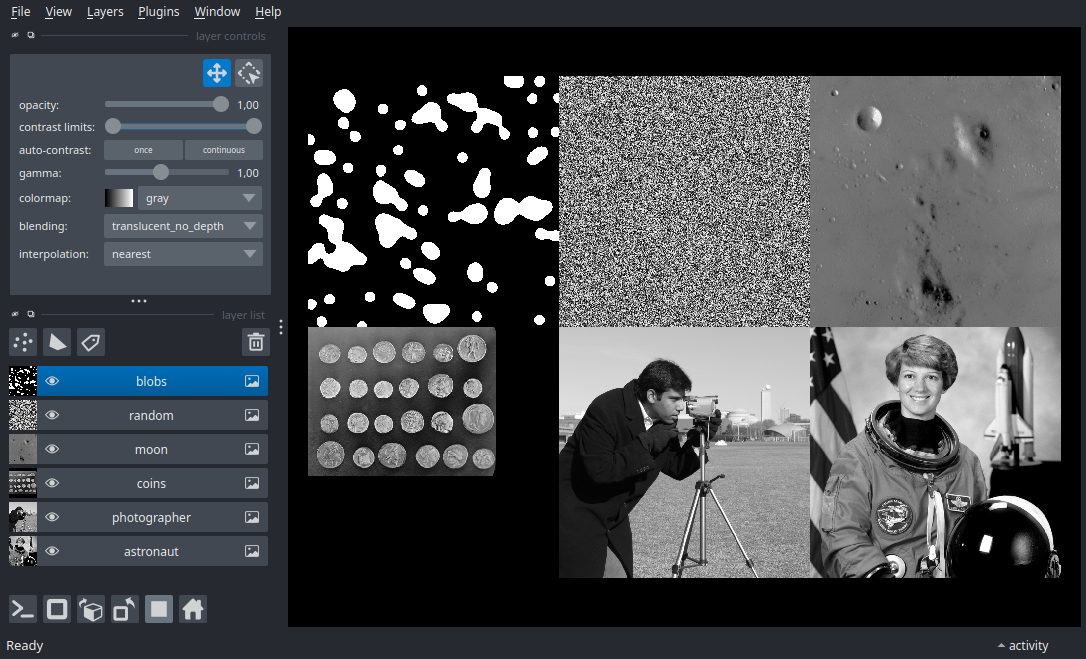 File View Layers Plugins Window Help
layer controls
opacity: 1,00
contrast limits:
auto-contrast: once continuous
gamma: 1,00
colormap: gray
blending: translucent_no_depth
interpolation: nearest
layer list
blobs
random
moon
coins
photographer
astronaut
Ready activity